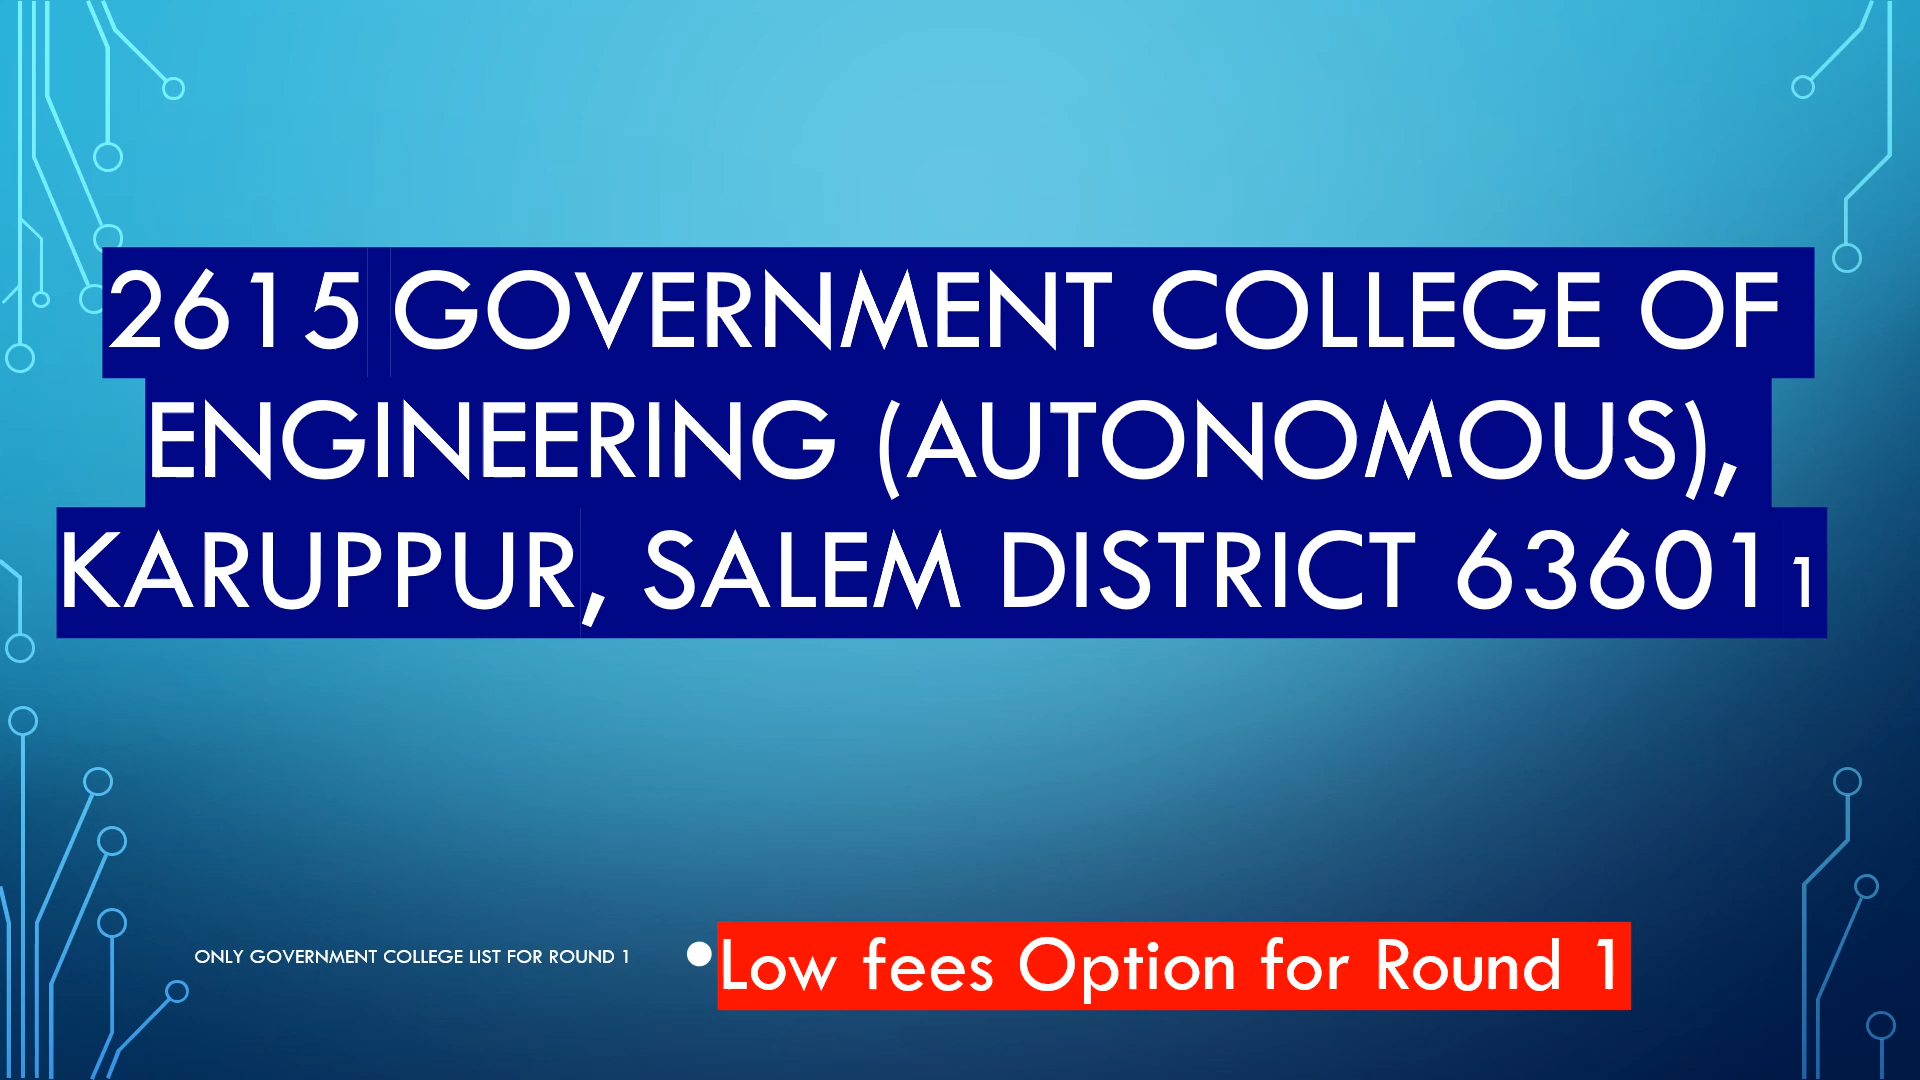 2615 GOVERNMENT COLLEGE OF
ENGINEERING (AUTONOMOUS),
KARUPPUR, SALEM DISTRICT 636011
ONLY GOVERNMENT COLLEGE LIST FOR ROUND 1
•Low fees Option for Round 1